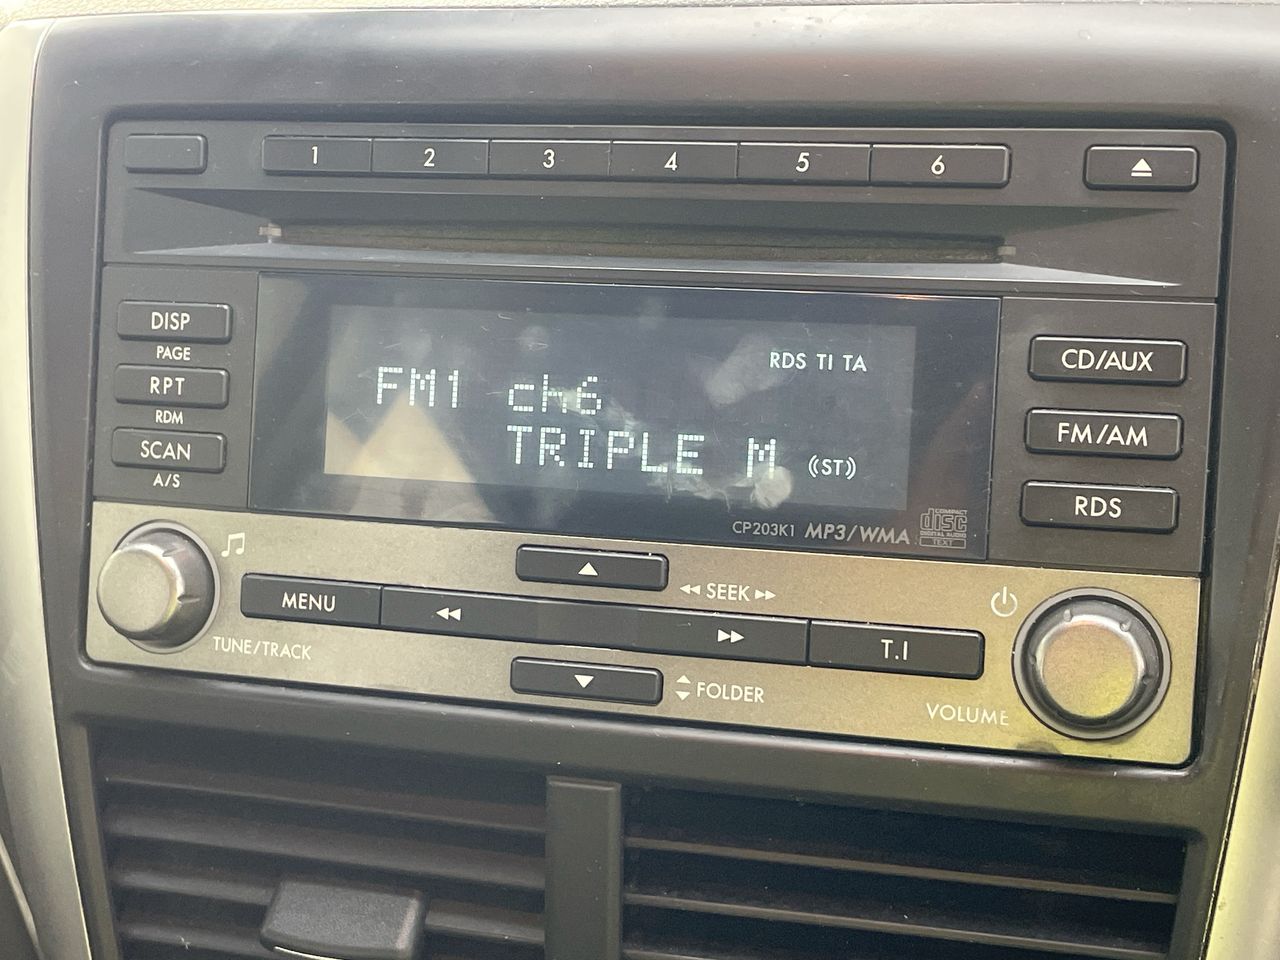 1 2 3 4 5 6
DISP
PAGE
RPT
RDM
SCAN
A/S
RDS TI TA
FM1 ch6
TRIPLE M ((ST))
CP203K1 MP3/WMA
COMPACT
disc
DIGITAL AUDIO
TEXT
CD/AUX
FM/AM
RDS
SEEK
MENU
T.I
TUNE/TRACK
FOLDER
VOLUME